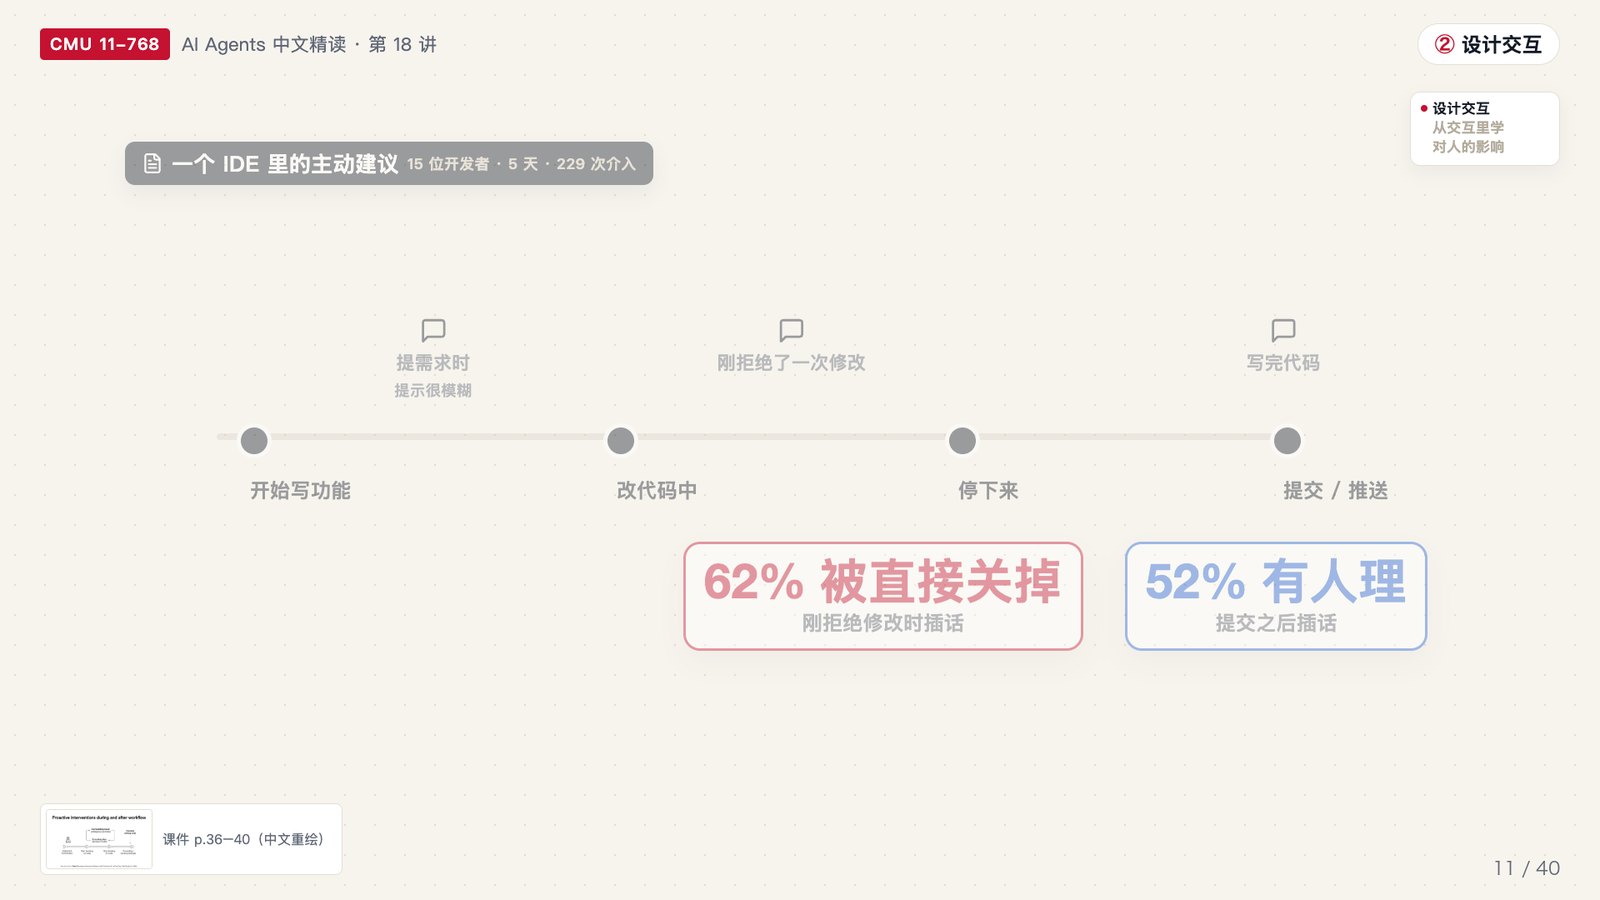 CMU 11-768 AI Agents 中文精读 · 第 18 讲
② 设计交互
设计交互
从交互里学
对人的影响
一个 IDE 里的主动建议 15 位开发者 · 5 天 · 229 次介入
提需求时
提示很模糊
刚拒绝了一次修改
写完代码
开始写功能
改代码中
停下来
提交 / 推送
62% 被直接关掉
刚拒绝修改时插话
52% 有人理
提交之后插话
Proactive interventions during and after workflow
课件 p.36–40（中文重绘）
11 / 40